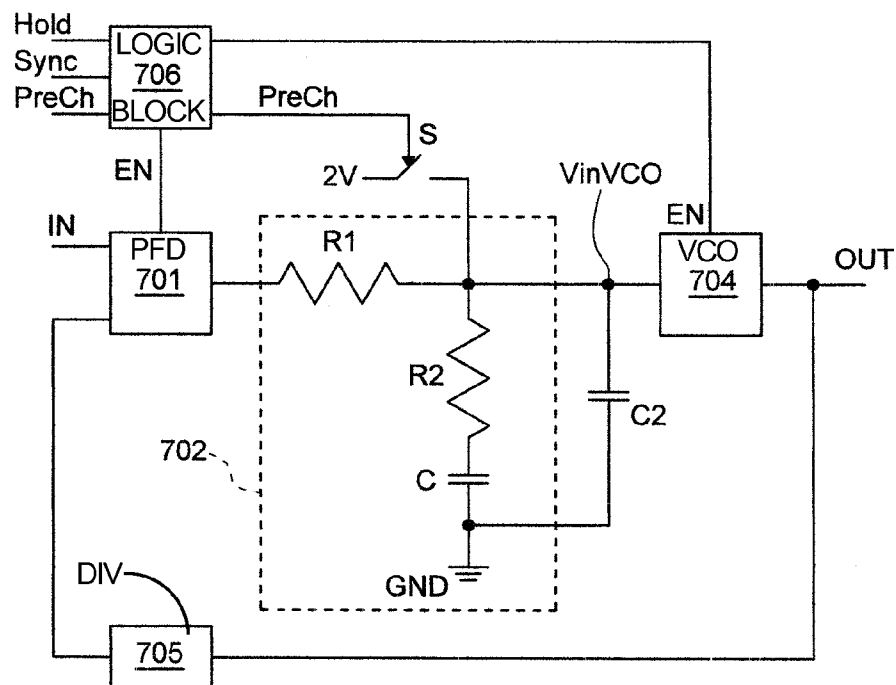 Hold
LOGIC
Sync
706
PreCh
BLOCK
PreCh
S
EN
2V
VinVCO
EN
IN
PFD
701
R1
VCO
704
OUT
R2
C2
702
C
GND
DIV
705